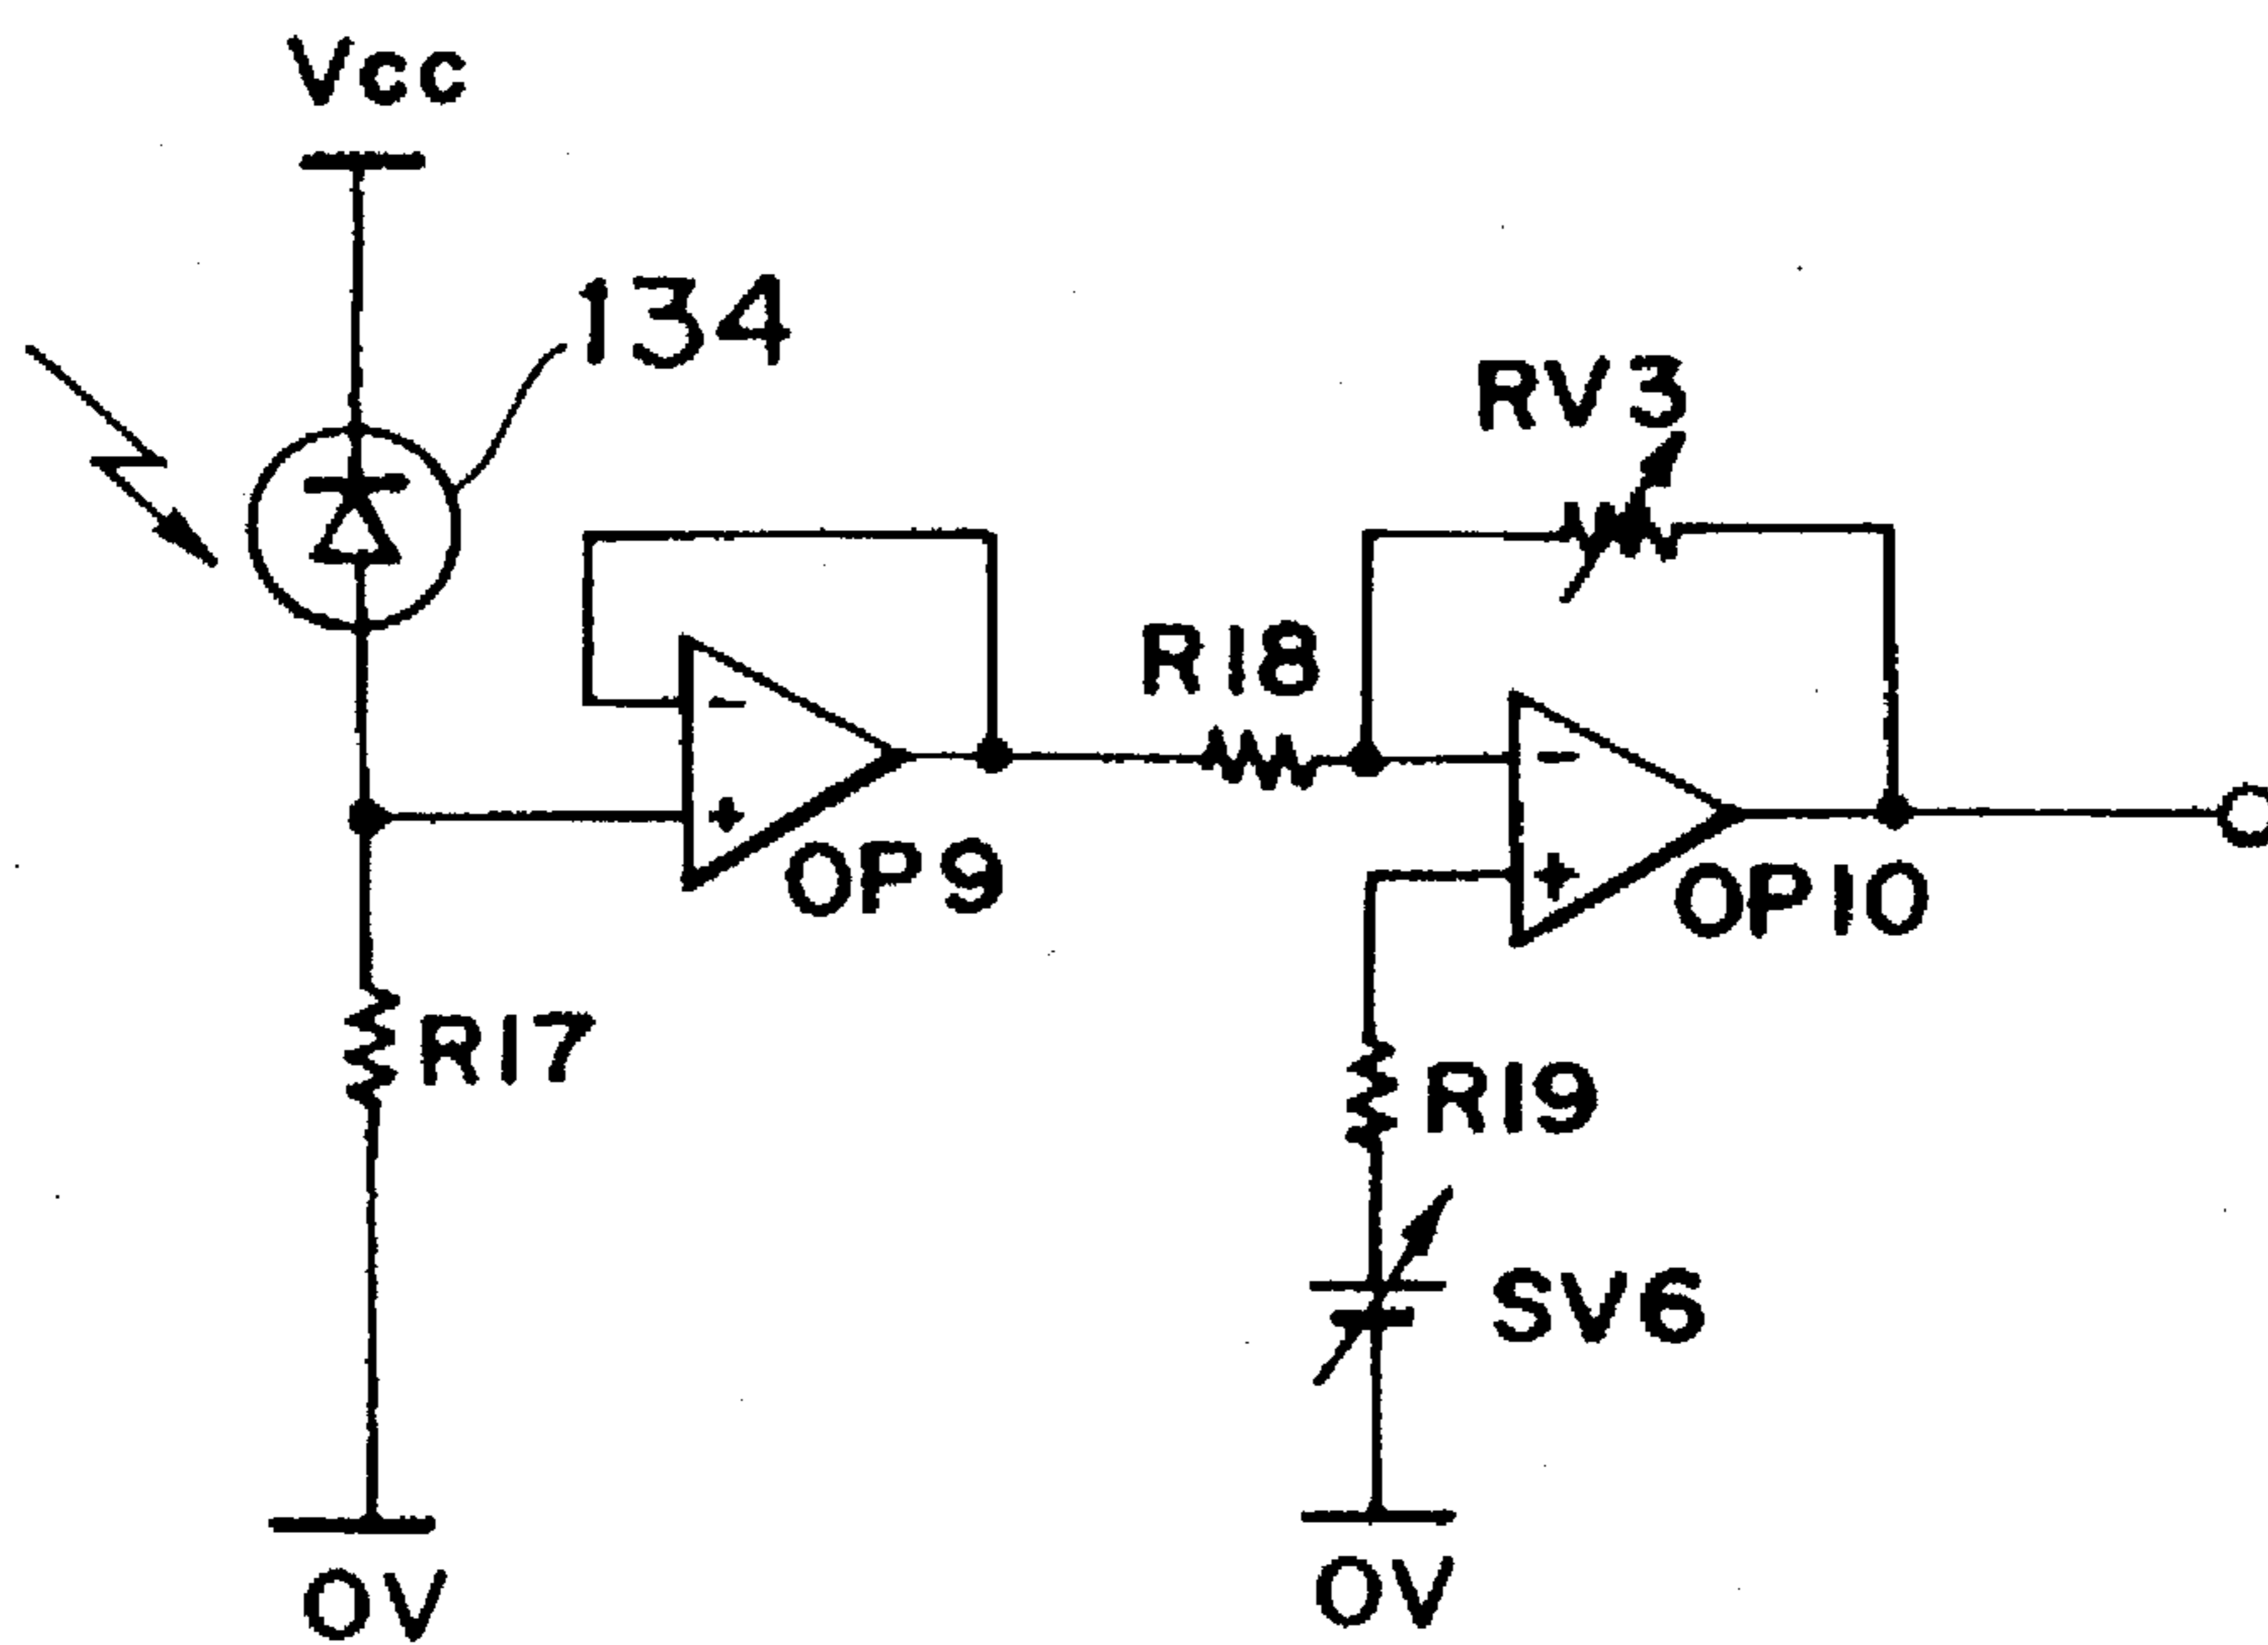 Vcc
134
RV3
R18
-
+
OP9
-
+
OP10
R17
R19
SV6
0V
0V